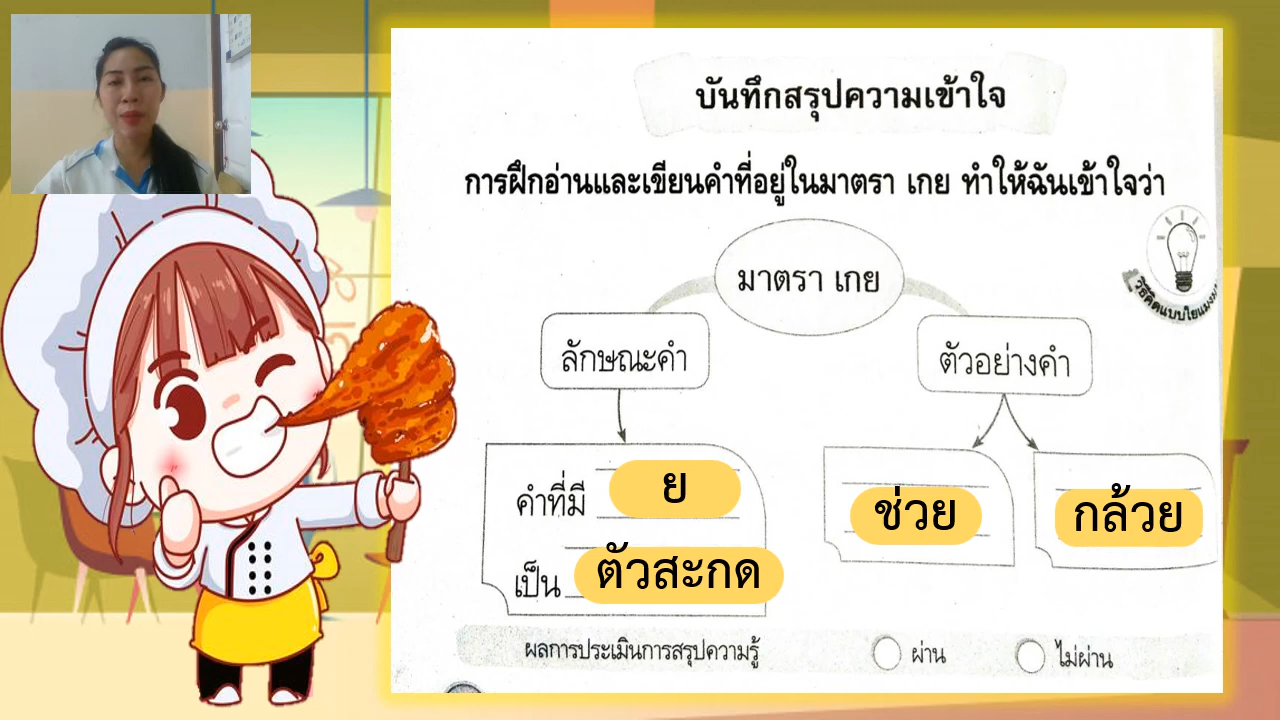 บันทึกสรุปความเข้าใจ
การฝึกอ่านและเขียนคำที่อยู่ในมาตรา เกย ทำให้ฉันเข้าใจว่า
มาตรา เกย
ลักษณะคำ
ตัวอย่างคำ
คำที่มี ย
เป็น ตัวสะกด
ช่วย
กล้วย
ผลการประเมินการสรุปความรู้
ผ่าน
ไม่ผ่าน